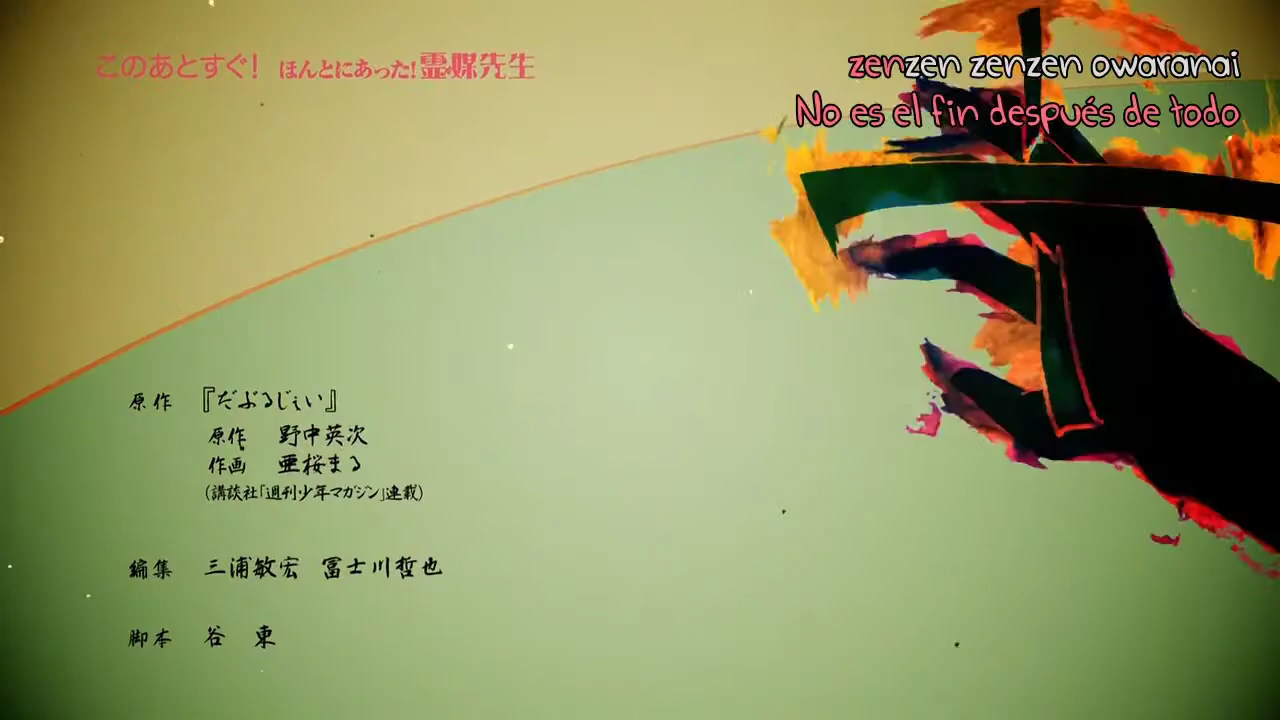 このあとすぐ！ ほんとにあった！霊媒先生
zenzen zenzen owaranai
No es el fin después de todo
原作 『だぶるじぇい』
原作 野中英次
作画 亜桜まる
（講談社「週刊少年マガジン」連載）
編集 三浦敏宏 冨士川哲也
脚本 谷 東